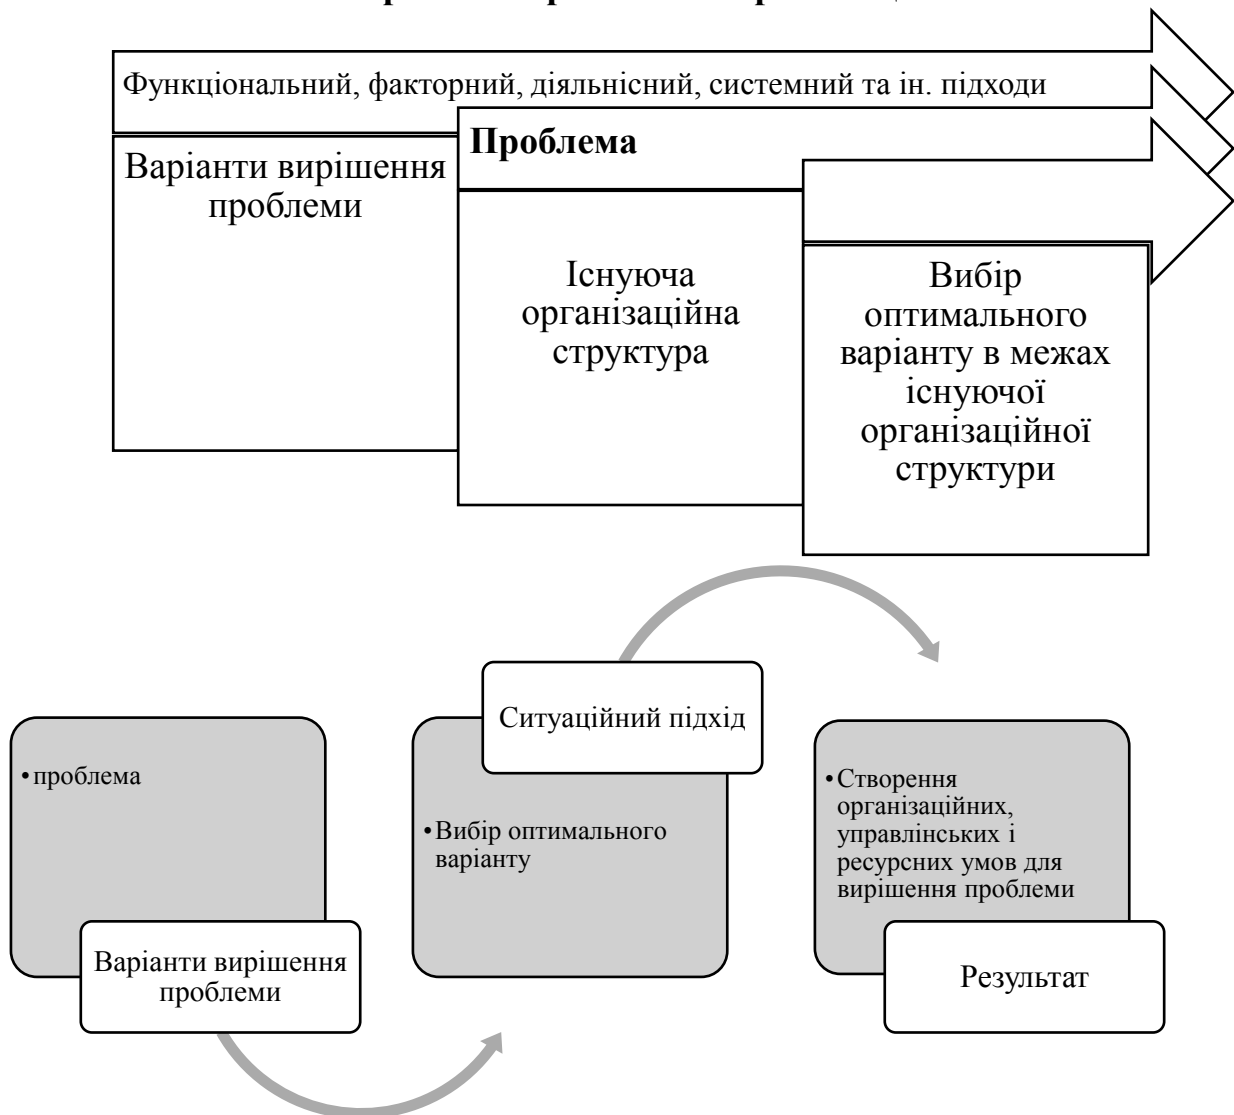 Функціональний, факторний, діяльнісний, системний та ін. підходи
Проблема
Варіанти вирішення
проблеми
Існуюча
організаційна
структура
Вибір
оптимального
варіанту в межах
існуючої
організаційної
структури
Ситуаційний підхід
•проблема
•Вибір оптимального
варіанту
•Створення
організаційних,
управлінських і
ресурсних умов для
вирішення проблеми
Варіанти вирішення
проблеми
Результат